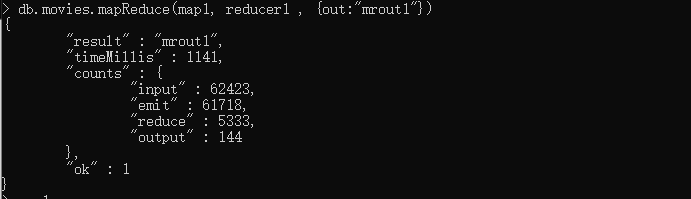 > db.movies.mapReduce(map1, reducer1 , {out:"mrout1"})
{
"result" : "mrout1",
"timeMillis" : 1141,
"counts" : {
"input" : 62423,
"emit" : 61718,
"reduce" : 5333,
"output" : 144
},
"ok" : 1
}